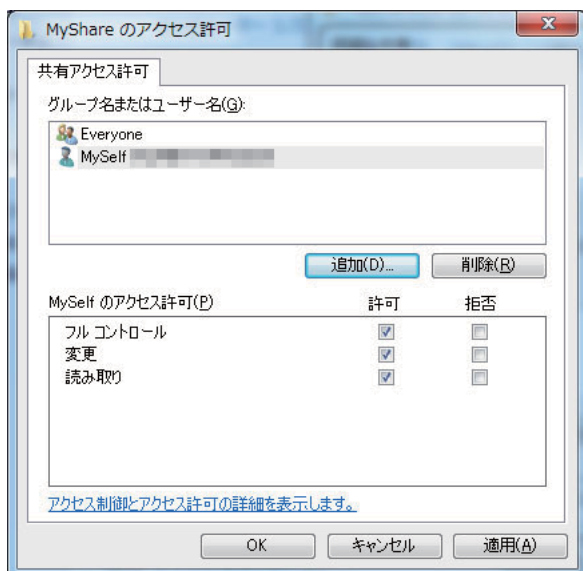 MyShare のアクセス許可
共有アクセス許可
グループ名またはユーザー名(G):
Everyone
MySelf
追加(D)...
削除(R)
MySelf のアクセス許可(P) 許可 拒否
フル コントロール
変更
読み取り
アクセス制御とアクセス許可の詳細を表示します。
OK キャンセル 適用(A)